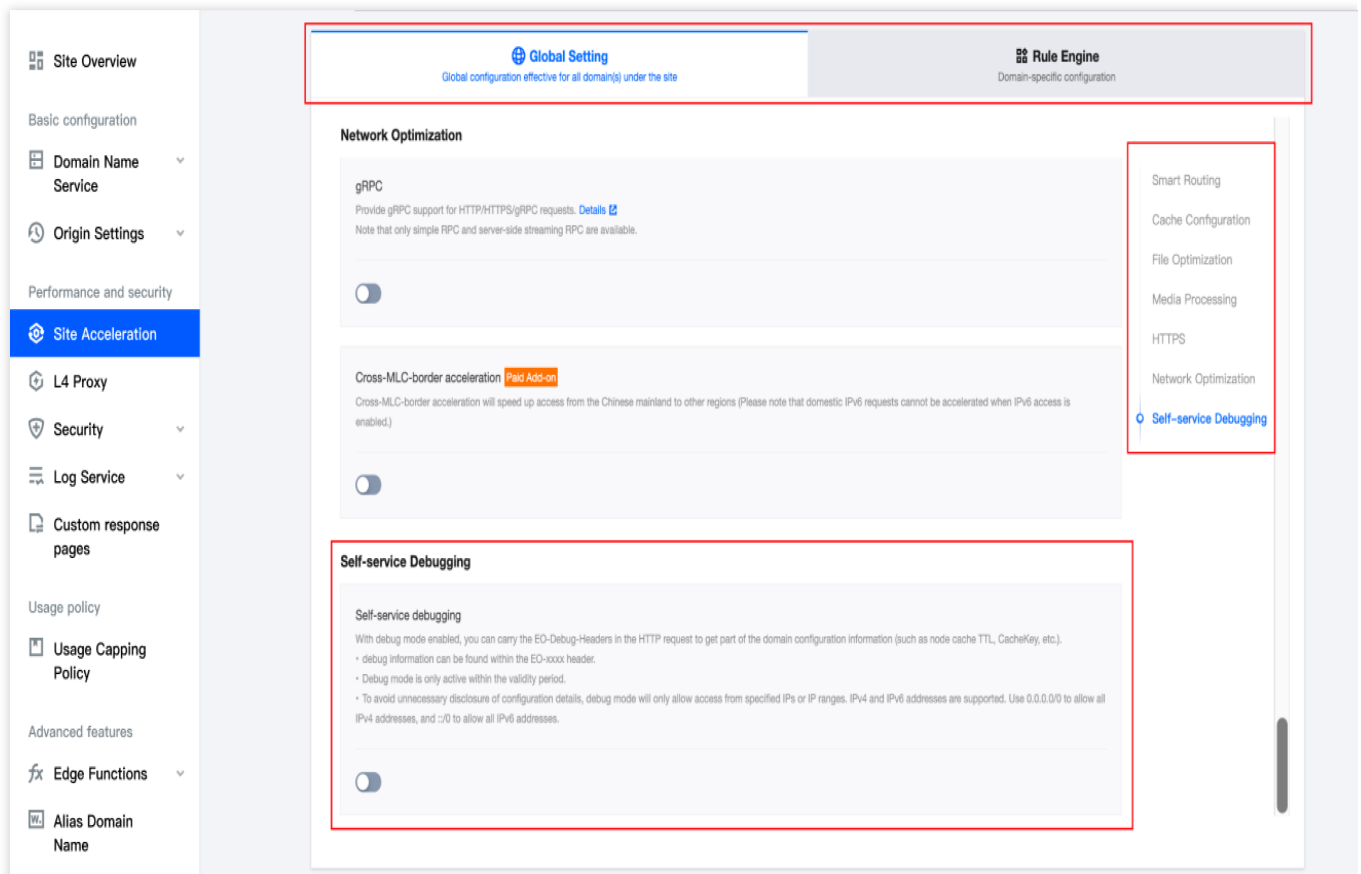 Site Overview
Basic configuration
Domain Name
Service
Origin Settings
Performance and security
Site Acceleration
L4 Proxy
Security
Log Service
Custom response
pages
Usage policy
Usage Capping
Policy
Advanced features
fx Edge Functions
W. Alias Domain
Name
Global Setting
Global configuration effective for all domain(s) under the site
Rule Engine
Domain-specific configuration
Network Optimization
gRPC
Provide gRPC support for HTTP/HTTPS/gRPC requests. Details
Note that only simple RPC and server-side streaming RPC are available.
Cross-MLC-border acceleration Paid Add-on
Cross-MLC-border acceleration will speed up access from the Chinese mainland to other regions (Please note that domestic IPv6 requests cannot be accelerated when IPv6 access is
enabled.)
Self-service Debugging
Self-service debugging
With debug mode enabled, you can carry the EO-Debug-Headers in the HTTP request to get part of the domain configuration information (such as node cache TTL, CacheKey, etc.).
• debug information can be found within the EO-xxxx header.
• Debug mode is only active within the validity period.
• To avoid unnecessary disclosure of configuration details, debug mode will only allow access from specified IPs or IP ranges. IPv4 and IPv6 addresses are supported. Use 0.0.0.0/0 to allow all
IPv4 addresses, and ::/0 to allow all IPv6 addresses.
Smart Routing
Cache Configuration
File Optimization
Media Processing
HTTPS
Network Optimization
Self-service Debugging